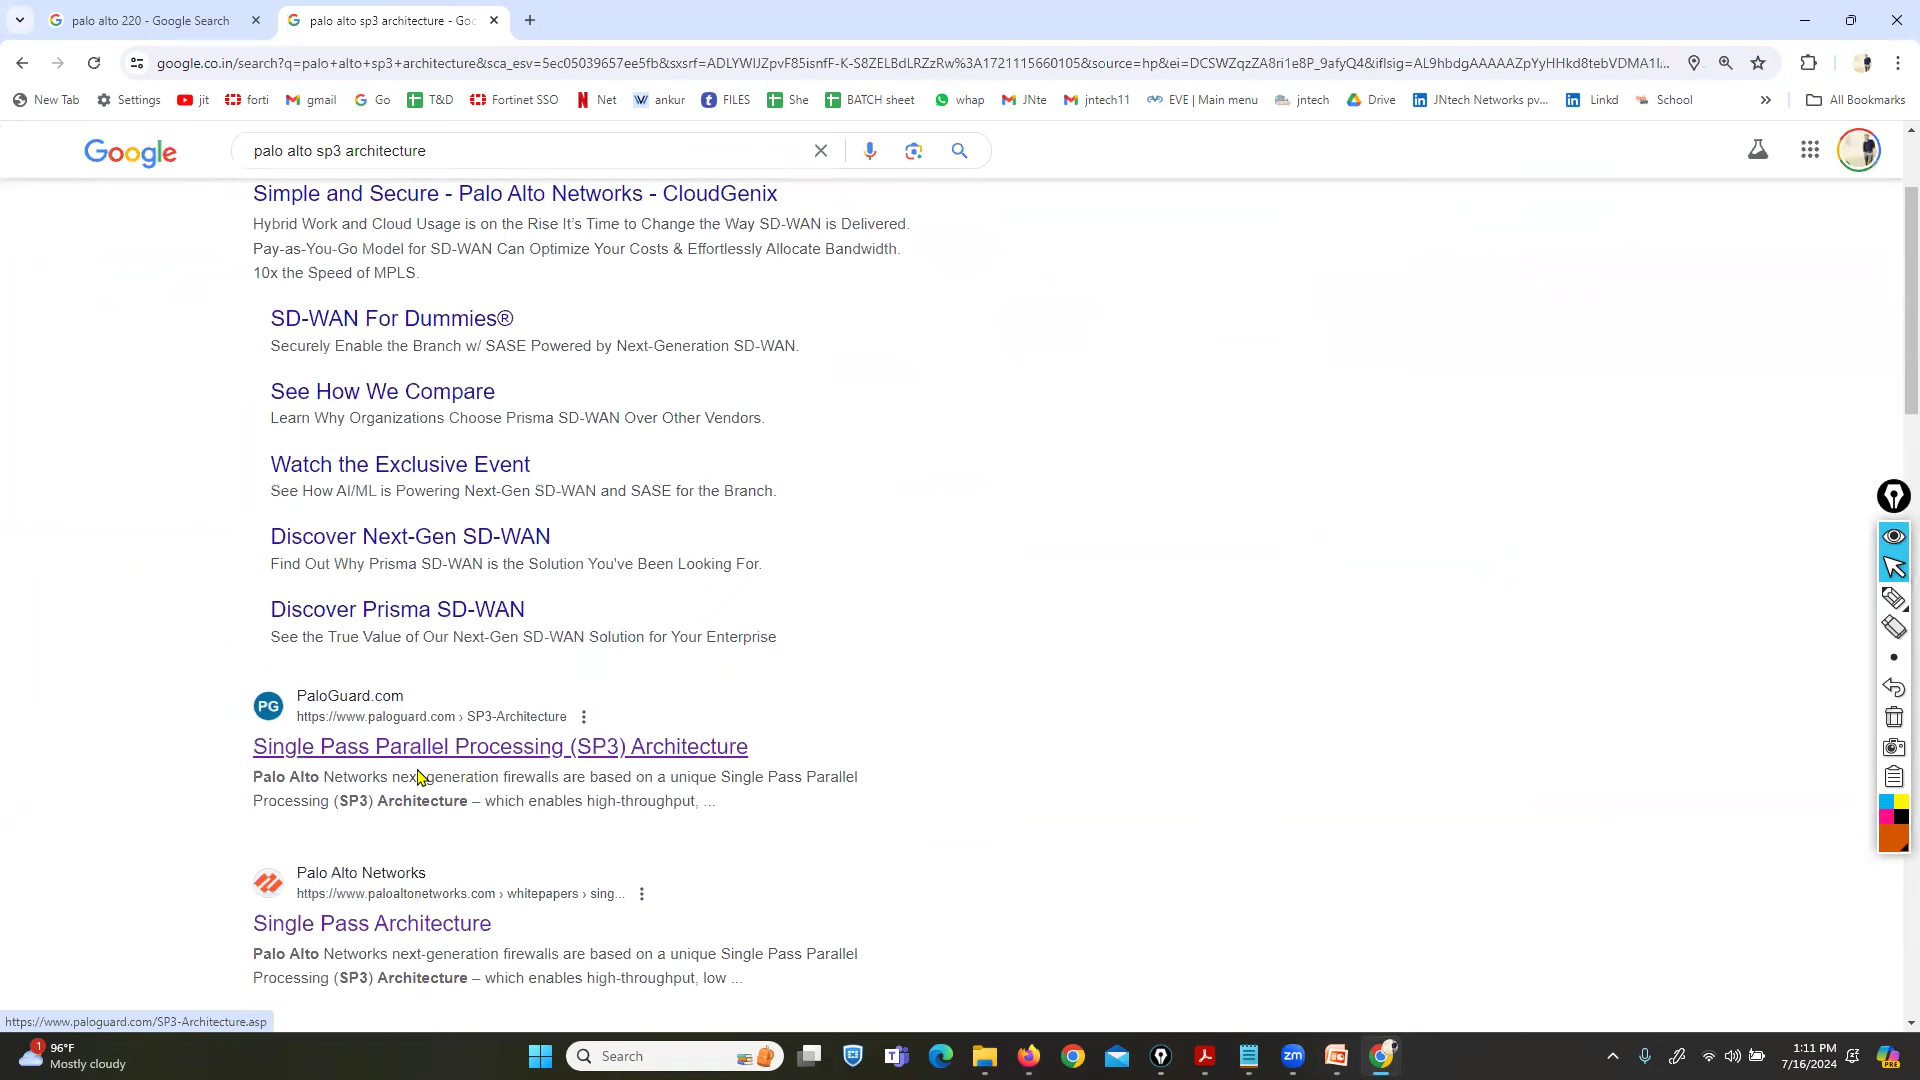 palo alto 220 - Google Search
palo alto sp3 architecture - Goo
google.co.in/search?q=palo+alto+sp3+architecture&sca_esv=5ec05039657ee5fb&sxsrf=ADLYWIJZpvF85isnfF-K-S8ZELBdLRZzRw%3A1721115660105&source=hp&ei=DCSWZqzZA8ri1e8P_9afyQ4&iflsig=AL9hbdgAAAAAZpYyHHkd8tebVDMA1I...
New Tab
Settings
jit
forti
gmail
Go
T&D
Fortinet SSO
Net
ankur
FILES
She
BATCH sheet
whap
JNte
jntech11
EVE | Main menu
jntech
Drive
JNtech Networks pv...
Linkd
School
All Bookmarks
Google
palo alto sp3 architecture
Simple and Secure - Palo Alto Networks - CloudGenix
Hybrid Work and Cloud Usage is on the Rise It's Time to Change the Way SD-WAN is Delivered.
Pay-as-You-Go Model for SD-WAN Can Optimize Your Costs & Effortlessly Allocate Bandwidth.
10x the Speed of MPLS.
SD-WAN For Dummies®
Securely Enable the Branch w/ SASE Powered by Next-Generation SD-WAN.
See How We Compare
Learn Why Organizations Choose Prisma SD-WAN Over Other Vendors.
Watch the Exclusive Event
See How AI/ML is Powering Next-Gen SD-WAN and SASE for the Branch.
Discover Next-Gen SD-WAN
Find Out Why Prisma SD-WAN is the Solution You've Been Looking For.
Discover Prisma SD-WAN
See the True Value of Our Next-Gen SD-WAN Solution for Your Enterprise
PG
PaloGuard.com
https://www.paloguard.com › SP3-Architecture
Single Pass Parallel Processing (SP3) Architecture
Palo Alto Networks next-generation firewalls are based on a unique Single Pass Parallel
Processing (SP3) Architecture – which enables high-throughput, ...
Palo Alto Networks
https://www.paloaltonetworks.com › whitepapers › sing...
Single Pass Architecture
Palo Alto Networks next-generation firewalls are based on a unique Single Pass Parallel
Processing (SP3) Architecture – which enables high-throughput, low ...
https://www.paloguard.com/SP3-Architecture.asp
1
96°F
Mostly cloudy
Search
zm
1:11 PM
7/16/2024
PRE